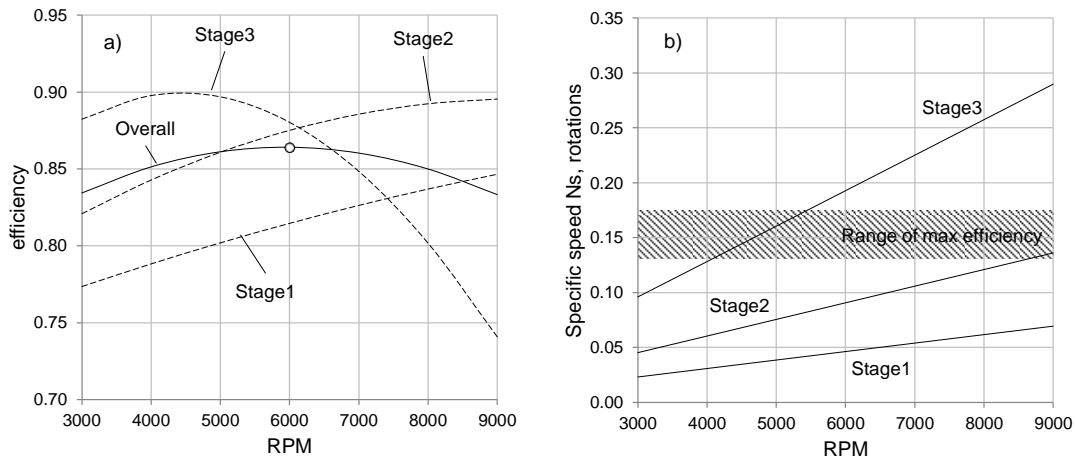 a)
efficiency
0.95
0.90
0.85
0.80
0.75
0.70
Stage3
Stage2
Overall
Stage1
3000 4000 5000 6000 7000 8000 9000
RPM
b)
Specific speed Ns, rotations
0.35
0.30
0.25
0.20
0.15
0.10
0.05
0.00
Stage3
Range of max efficiency
Stage2
Stage1
3000 4000 5000 6000 7000 8000 9000
RPM